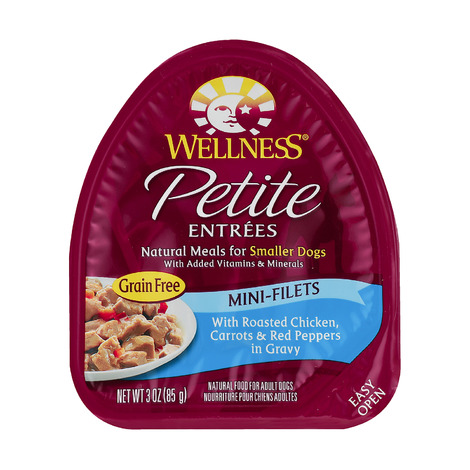 WELLNESS®
Petite
ENTRÉES
Natural Meals for Smaller Dogs
With Added Vitamins & Minerals
Grain Free
MINI-FILETS
With Roasted Chicken,
Carrots & Red Peppers
in Gravy
NATURAL FOOD FOR ADULT DOGS
NOURRITURE POUR CHIENS ADULTES
NET WT 3 OZ (85 g)
EASY
OPEN